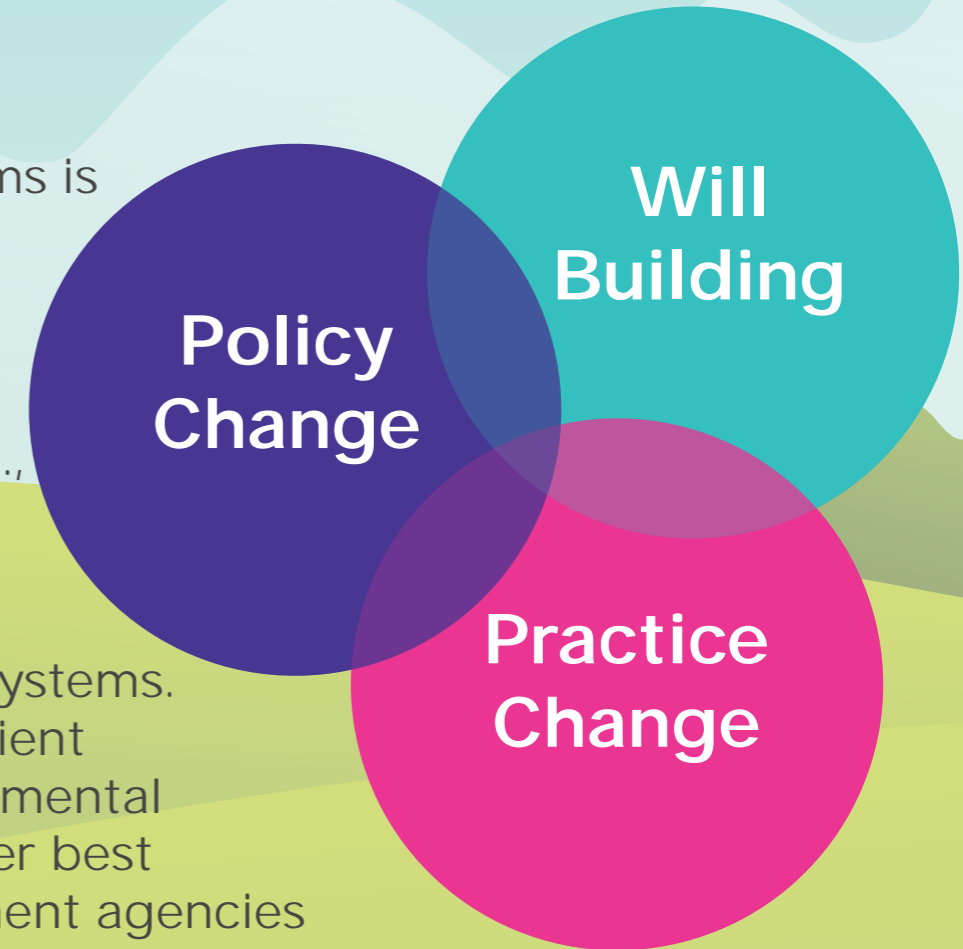 ms is
Will
Building
Policy
Change
.,
Practice
Change
ystems.
ient
mental
er best
ent agencies